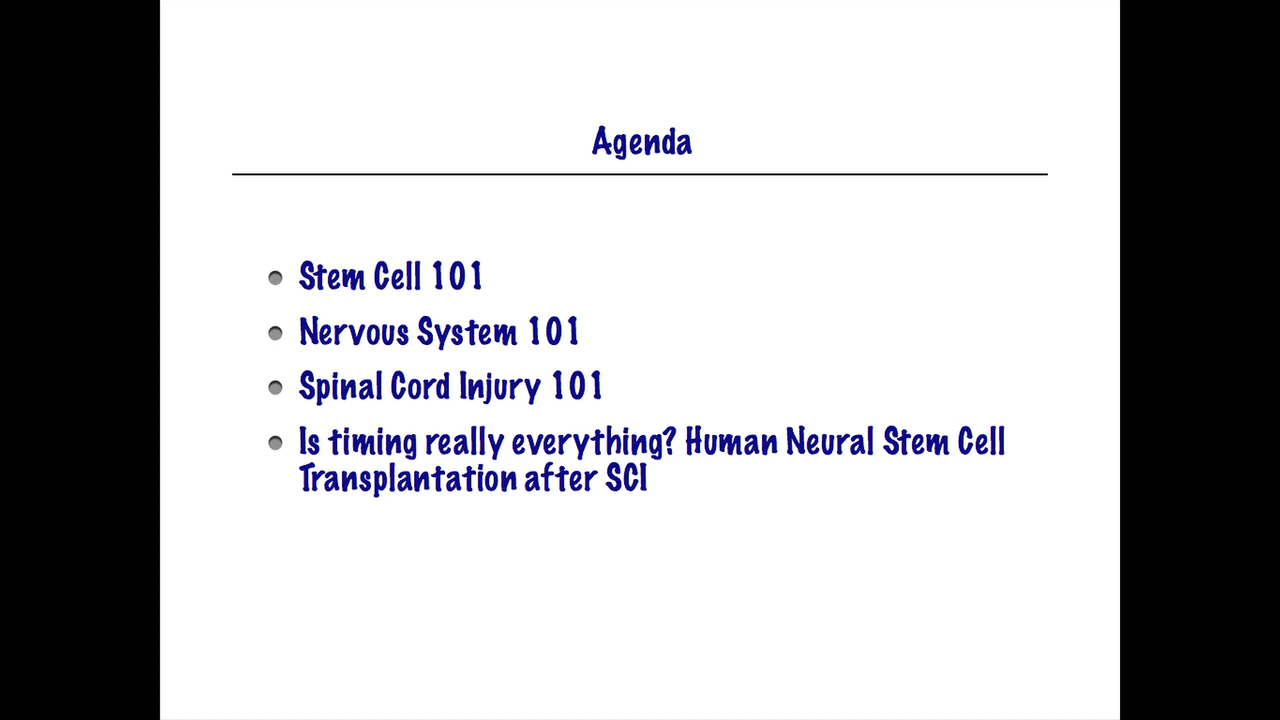 Agenda
Stem Cell 101
Nervous System 101
Spinal Cord Injury 101
Is timing really everything? Human Neural Stem Cell
Transplantation after SCI